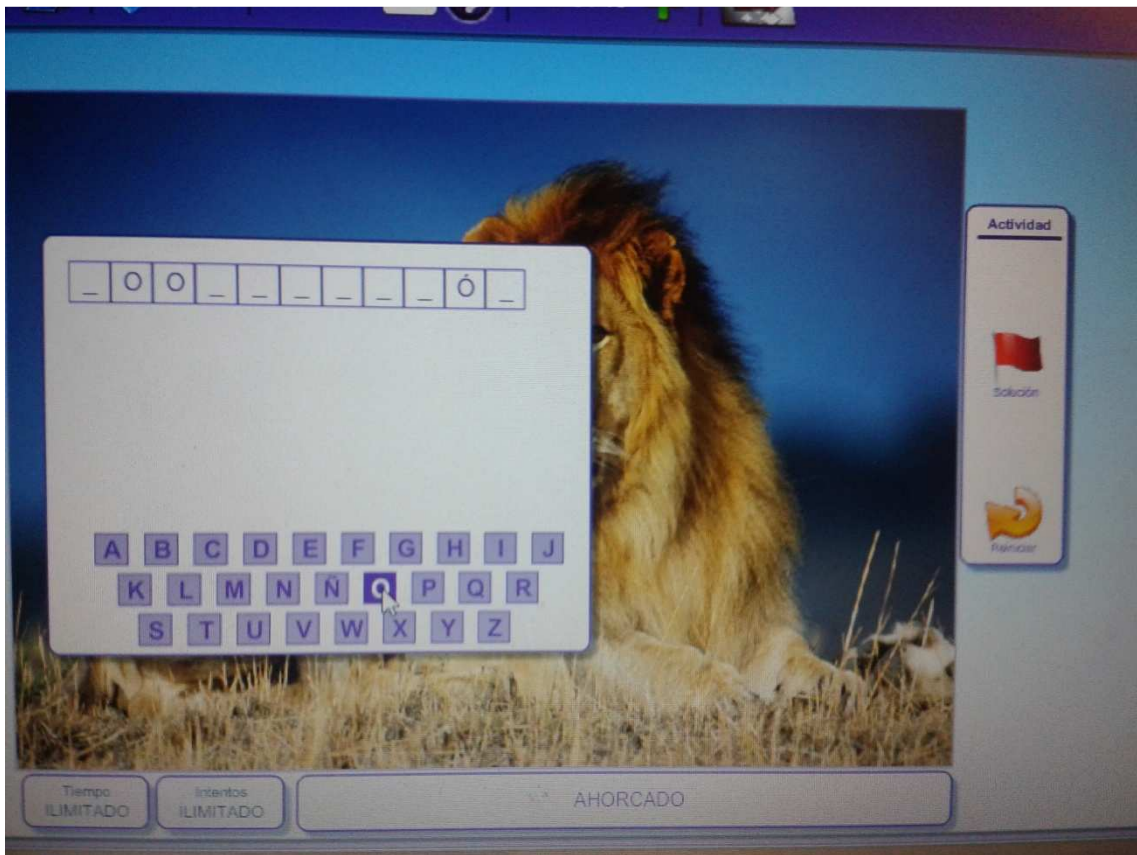 _ O O _ _ _ _ _ _ Ó _
A B C D E F G H I J
K L M N Ñ O P Q R
S T U V W X Y Z
Actividad
Solución
Reiniciar
Tiempo
ILIMITADO
Intentos
ILIMITADO
AHORCADO